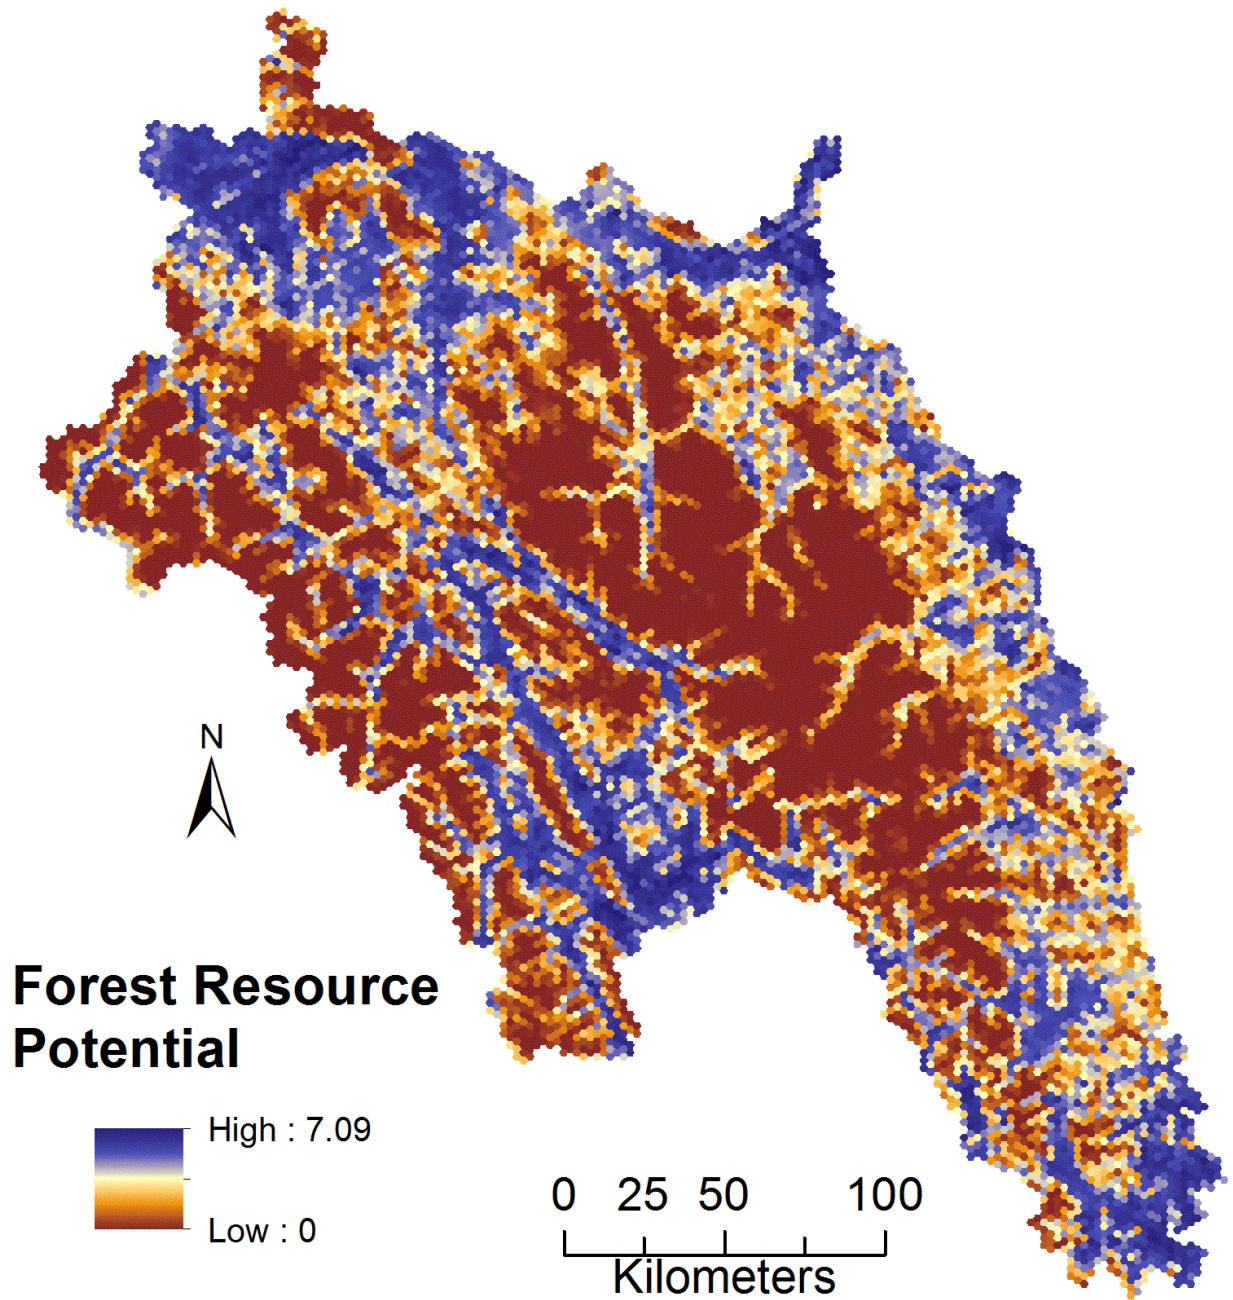 N
Forest Resource
Potential
High : 7.09
Low : 0
0 25 50 100
Kilometers